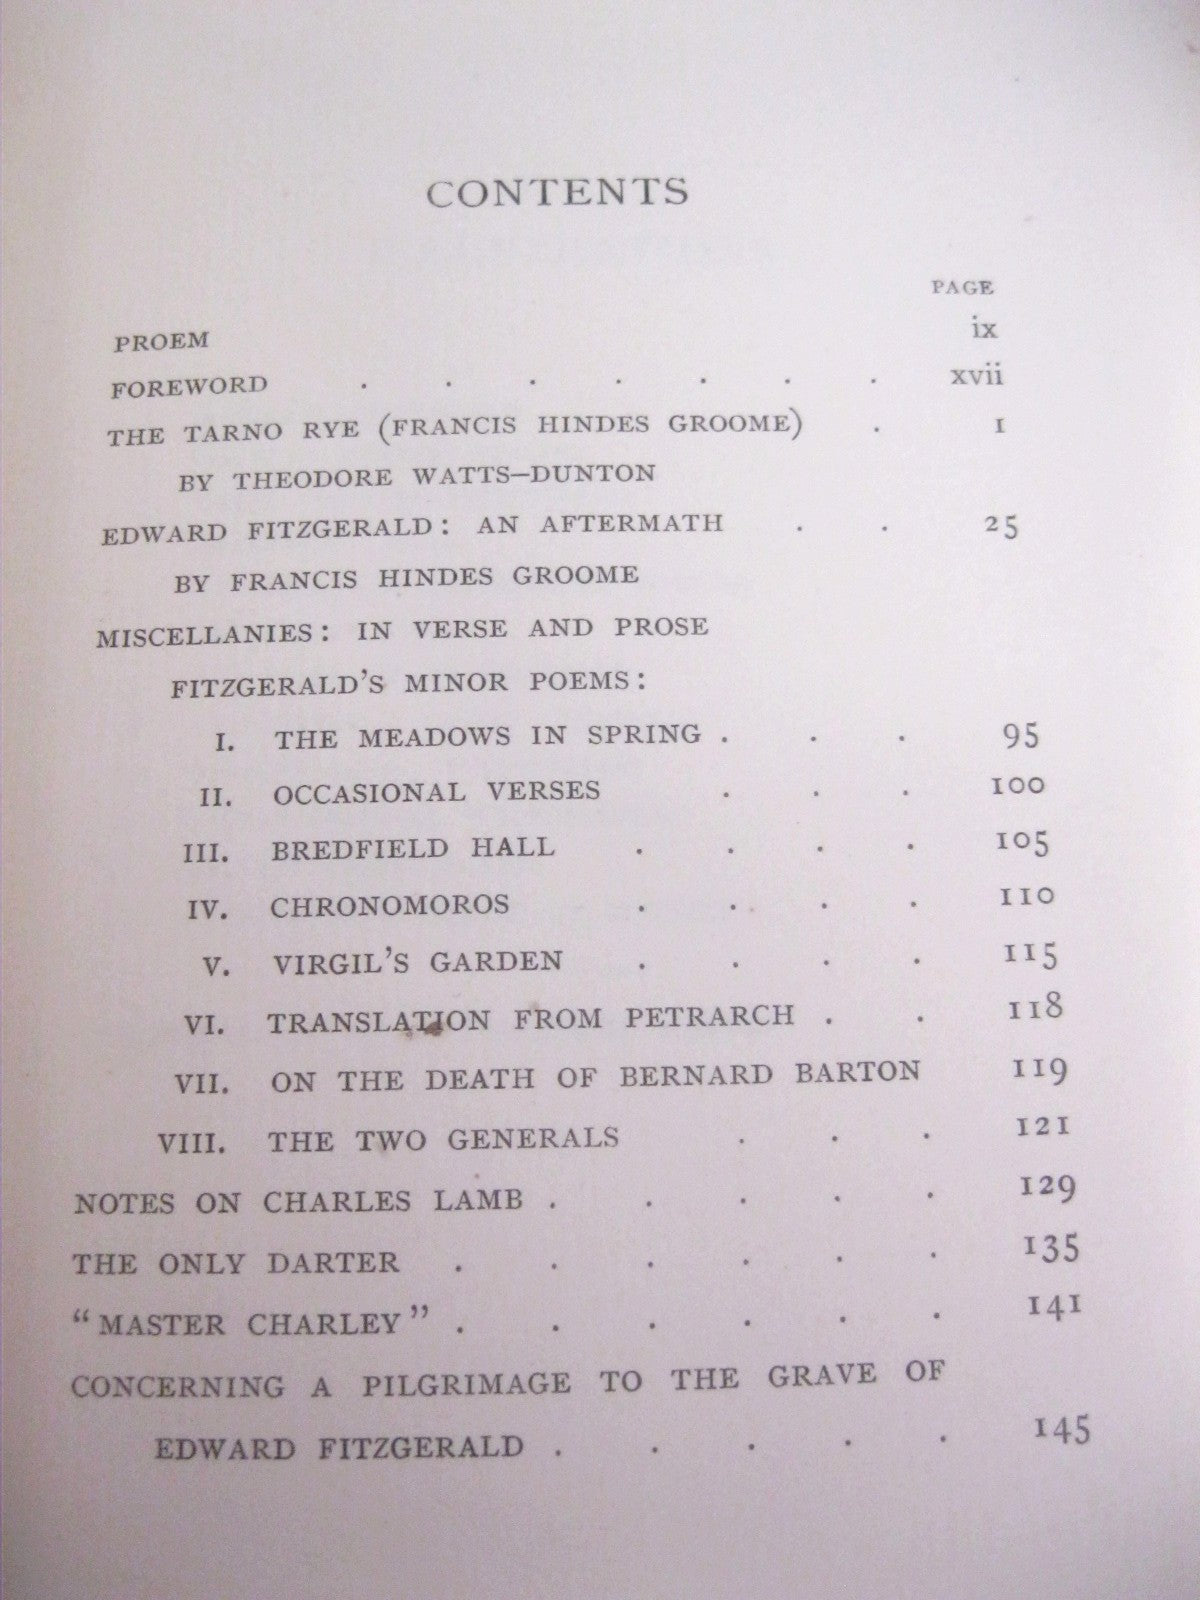 CONTENTS
PAGE
PROEM ix
FOREWORD . . . . . . . xvii
THE TARNO RYE (FRANCIS HINDES GROOME) . 1
BY THEODORE WATTS–DUNTON
EDWARD FITZGERALD: AN AFTERMATH . . 25
BY FRANCIS HINDES GROOME
MISCELLANIES: IN VERSE AND PROSE
FITZGERALD'S MINOR POEMS:
I. THE MEADOWS IN SPRING . . . 95
II. OCCASIONAL VERSES . . . 100
III. BREDFIELD HALL . . . . 105
IV. CHRONOMOROS . . . . 110
V. VIRGIL'S GARDEN . . . . 115
VI. TRANSLATION FROM PETRARCH . . 118
VII. ON THE DEATH OF BERNARD BARTON 119
VIII. THE TWO GENERALS . . . 121
NOTES ON CHARLES LAMB . . . . . 129
THE ONLY DARTER . . . . . . 135
"MASTER CHARLEY" . . . . . . 141
CONCERNING A PILGRIMAGE TO THE GRAVE OF
EDWARD FITZGERALD . . . . . 145